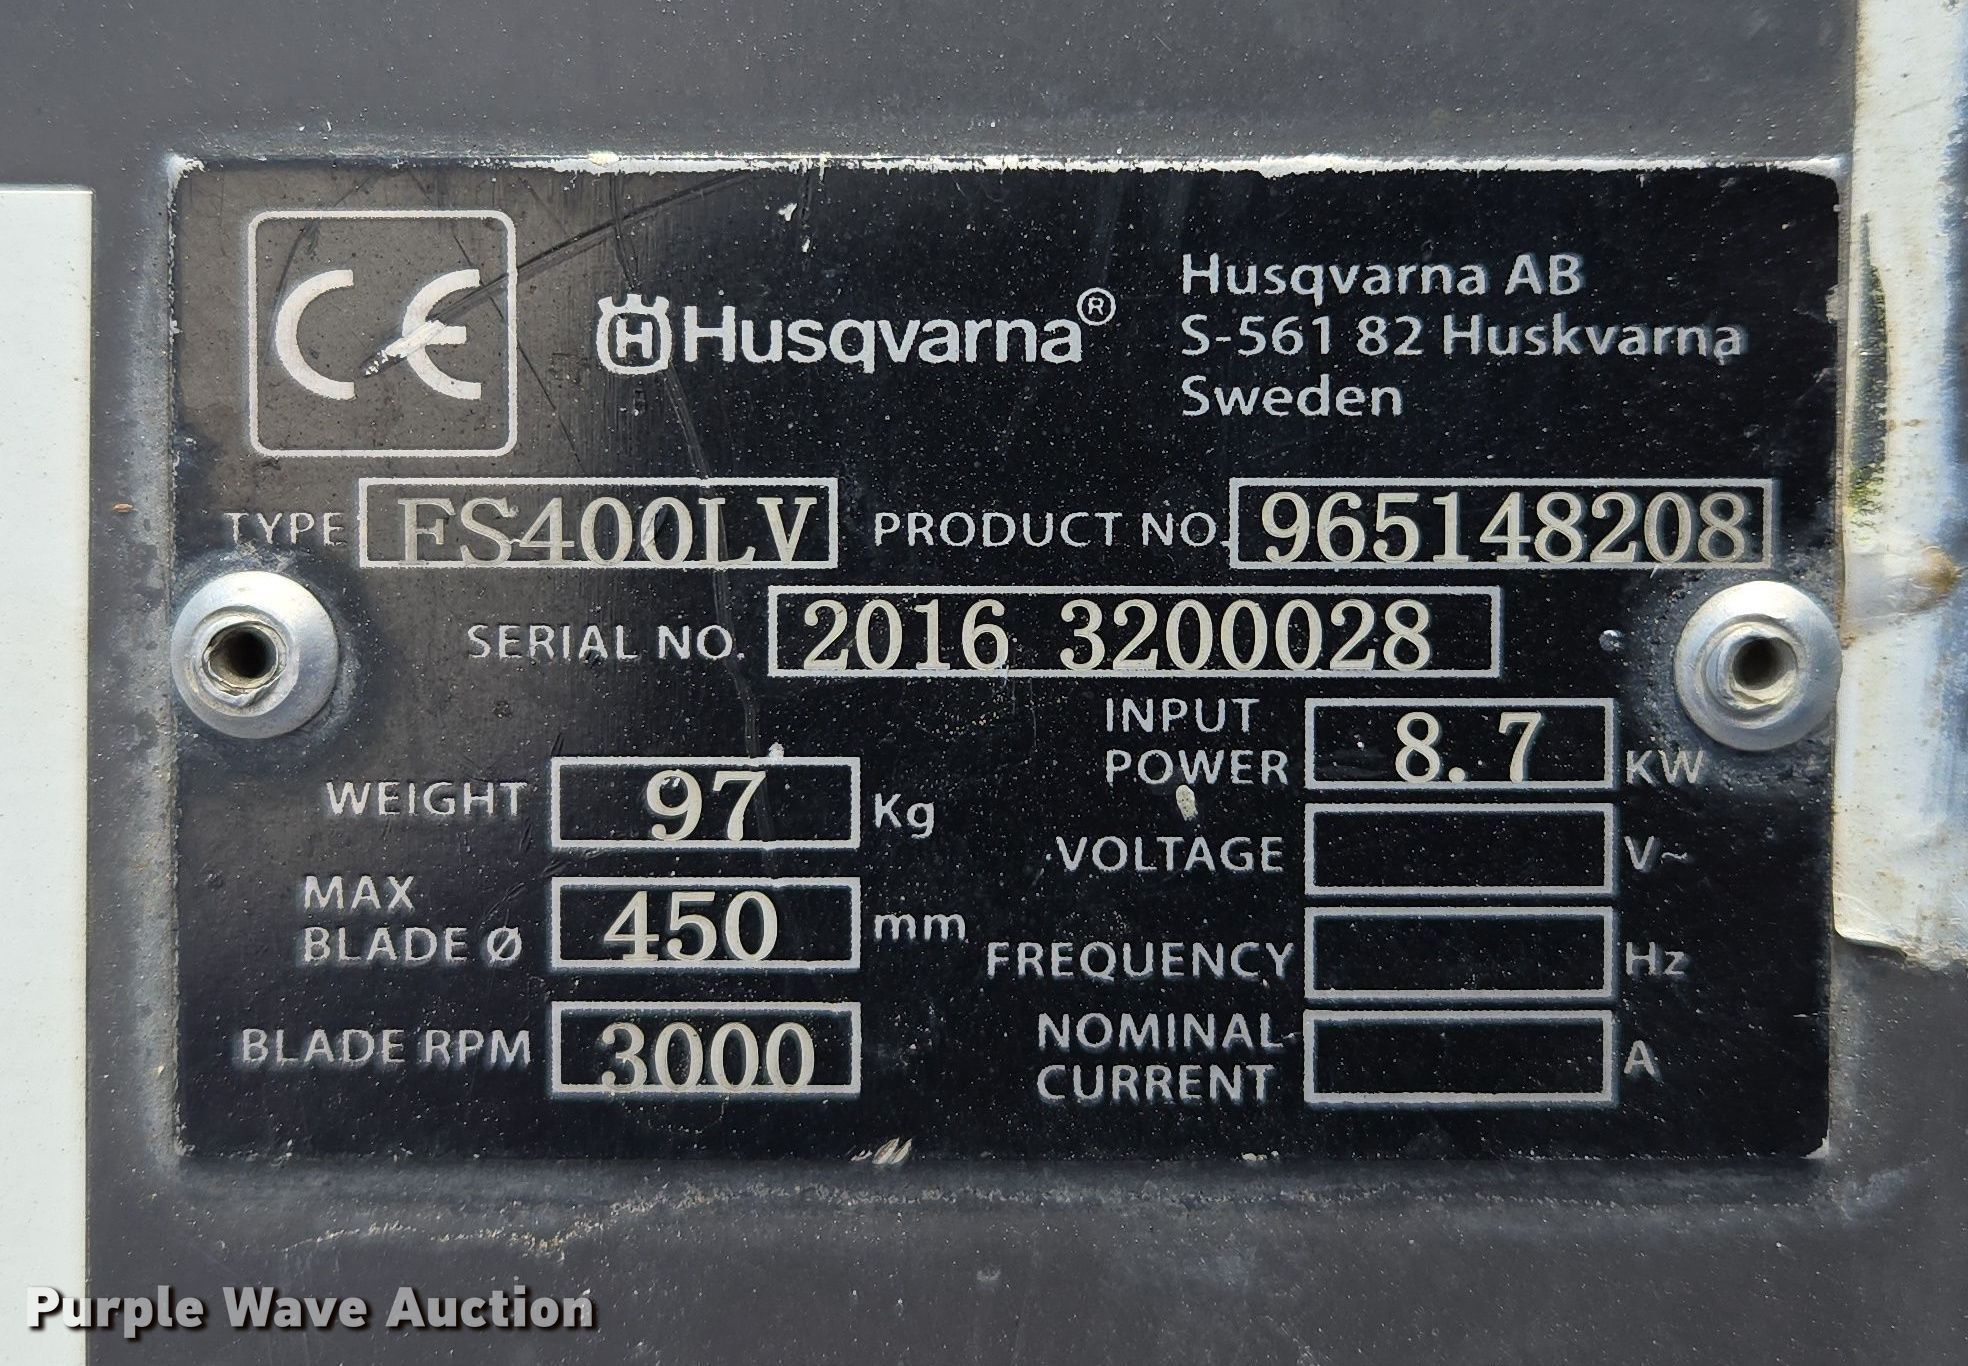 CE
H Husqvarna®
Husqvarna AB
S-561 82 Huskvarna
Sweden
TYPE FS400LV PRODUCT NO. 965148208
SERIAL NO. 2016 3200028
INPUT POWER 8.7 KW
WEIGHT 97 Kg
VOLTAGE V~
MAX BLADE Ø 450 mm
FREQUENCY Hz
BLADE RPM 3000
NOMINAL CURRENT A
Purple Wave Auction